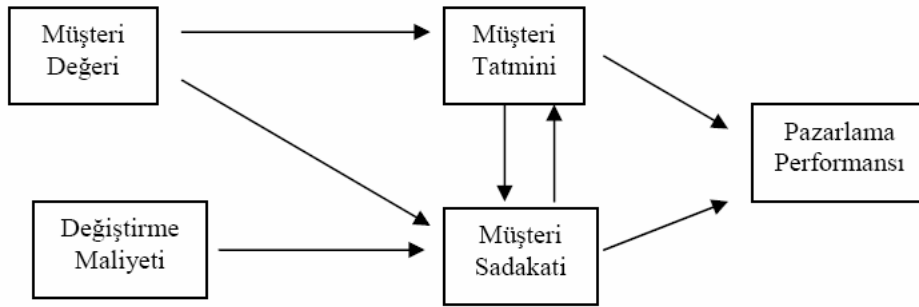 Müşteri
Değeri
Müşteri
Tatmini
Pazarlama
Performansı
Değiştirme
Maliyeti
Müşteri
Sadakati